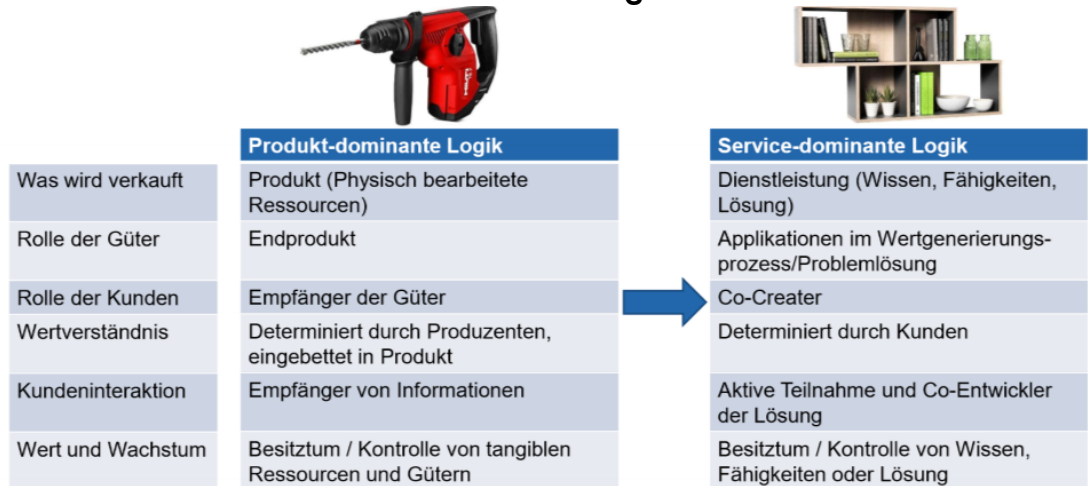 g
Produkt-dominante Logik
Service-dominante Logik
Was wird verkauft
Produkt (Physisch bearbeitete
Ressourcen)
Dienstleistung (Wissen, Fähigkeiten,
Lösung)
Rolle der Güter
Endprodukt
Applikationen im Wertgenerierungs-
prozess/Problemlösung
Rolle der Kunden
Empfänger der Güter
Co-Creater
Wertverständnis
Determiniert durch Produzenten,
eingebettet in Produkt
Determiniert durch Kunden
Kundeninteraktion
Empfänger von Informationen
Aktive Teilnahme und Co-Entwickler
der Lösung
Wert und Wachstum
Besitztum / Kontrolle von tangiblen
Ressourcen und Gütern
Besitztum / Kontrolle von Wissen,
Fähigkeiten oder Lösung